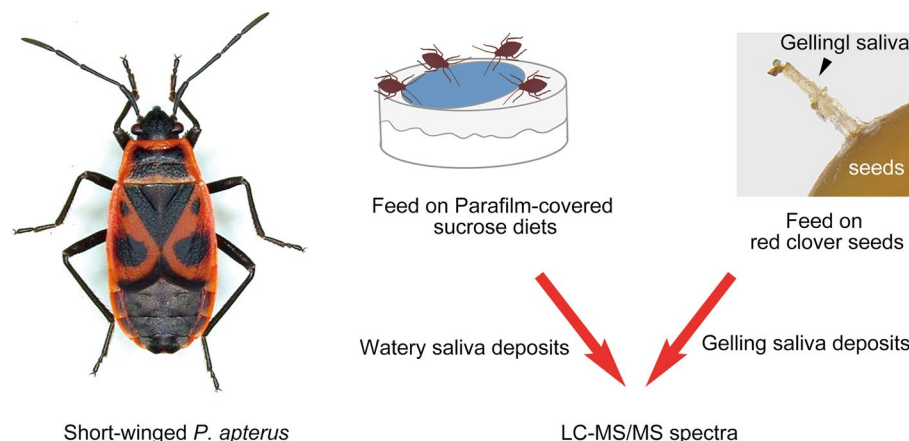 Gellingl saliva
seeds
Feed on Parafilm-covered
sucrose diets
Feed on
red clover seeds
Watery saliva deposits
Gelling saliva deposits
Short-winged P. apterus
LC-MS/MS spectra